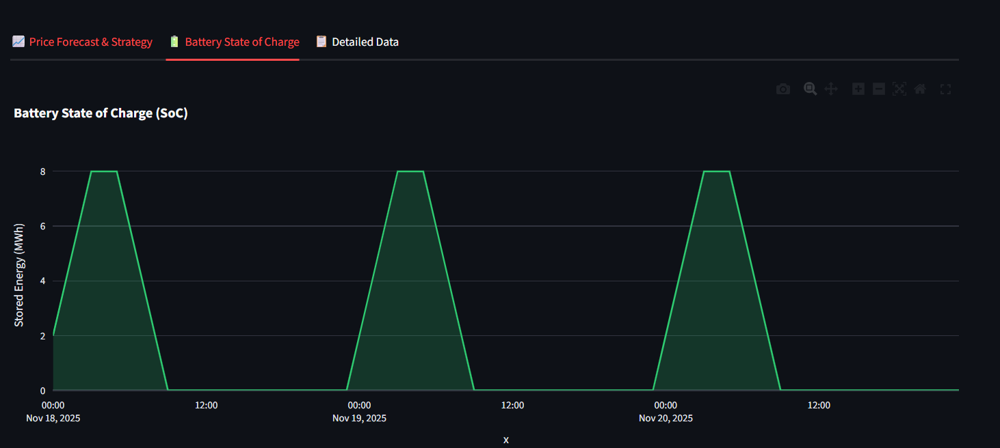 Price Forecast & Strategy Battery State of Charge Detailed Data
Battery State of Charge (SoC)
Stored Energy (MWh)
8
6
4
2
0
00:00 12:00 00:00 12:00 00:00 12:00
Nov 18, 2025 Nov 19, 2025 Nov 20, 2025
x